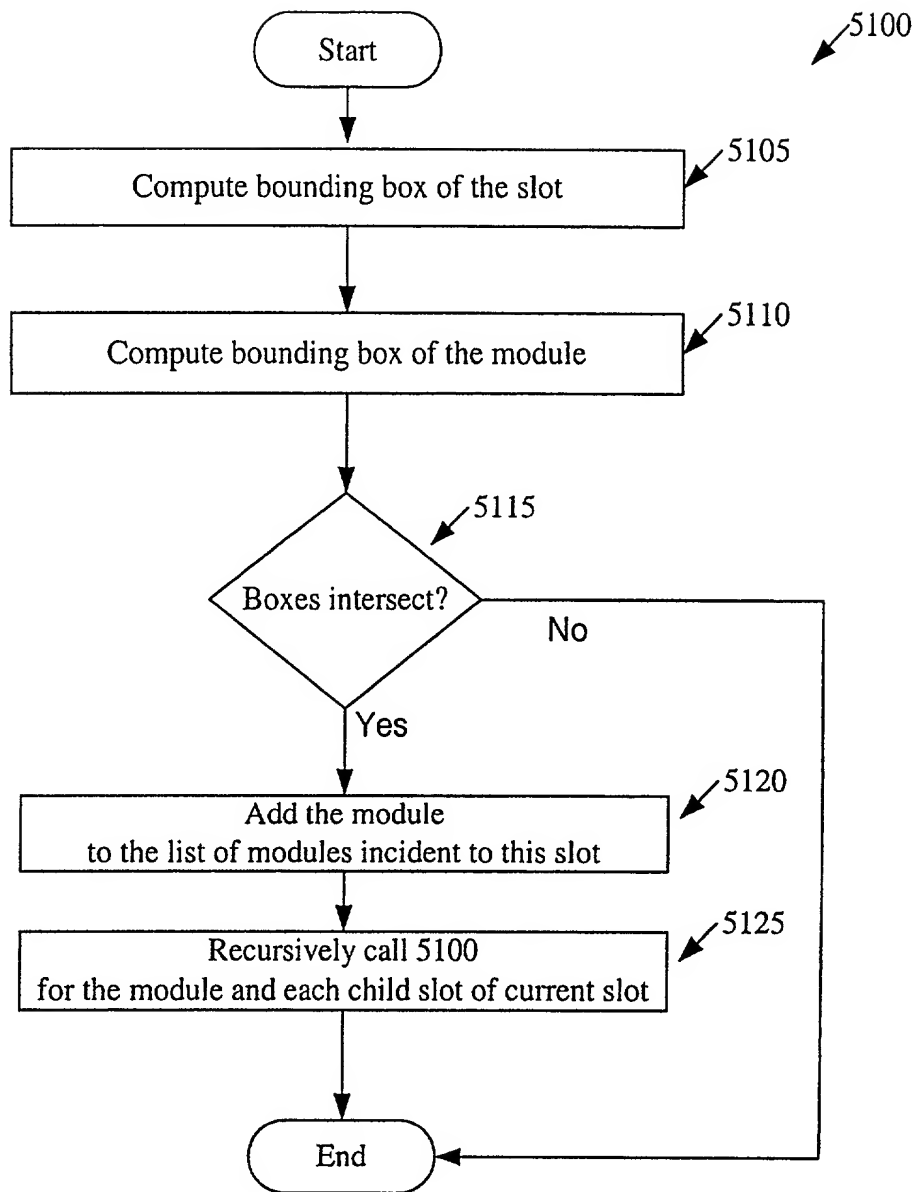 5100
Start
5105
Compute bounding box of the slot
5110
Compute bounding box of the module
5115
Boxes intersect?
No
Yes
5120
Add the module
to the list of modules incident to this slot
5125
Recursively call 5100
for the module and each child slot of current slot
End